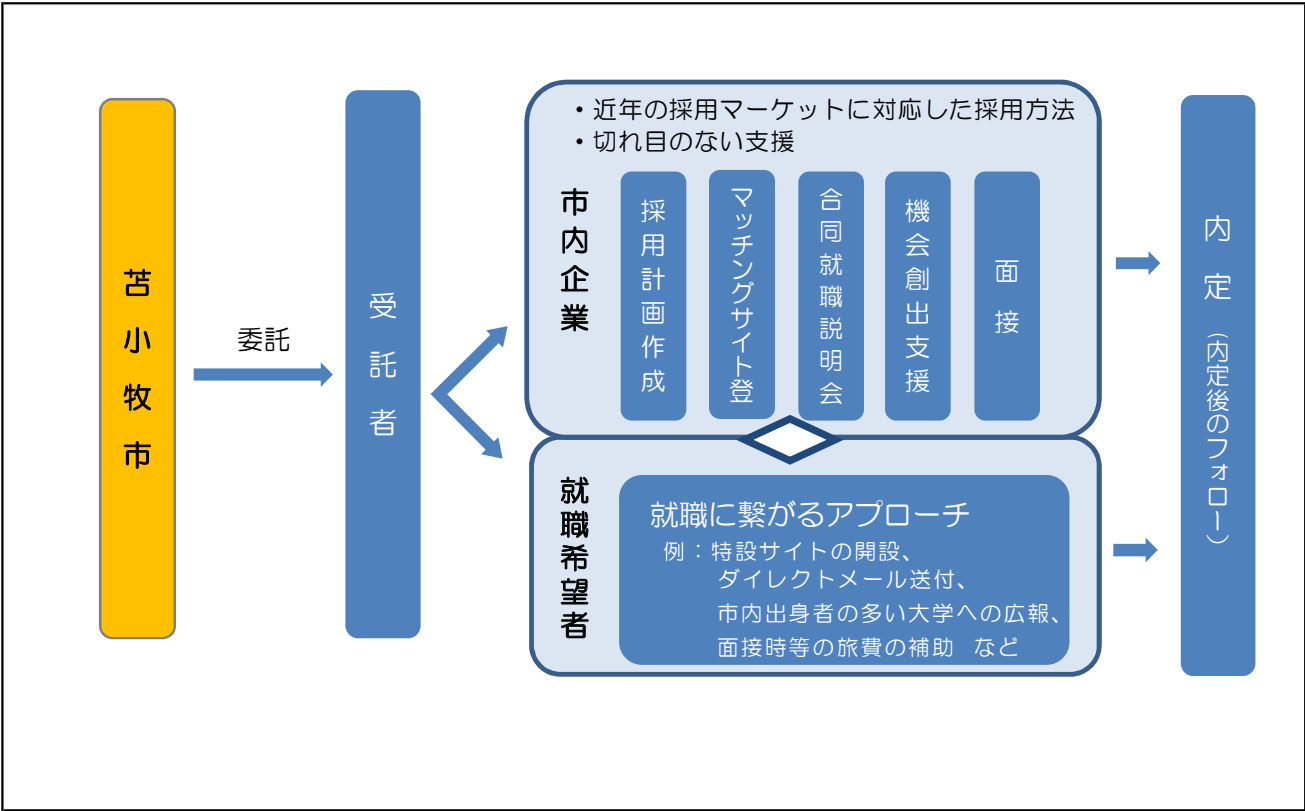 苫小牧市
委託
受託者
・近年の採用マーケットに対応した採用方法
・切れ目のない支援
市内企業
採用計画作成
マッチングサイト登
合同就職説明会
機会創出支援
面接
就職希望者
就職に繋がるアプローチ
例：特設サイトの開設、
ダイレクトメール送付、
市内出身者の多い大学への広報、
面接時等の旅費の補助　など
内定（内定後のフォロー）